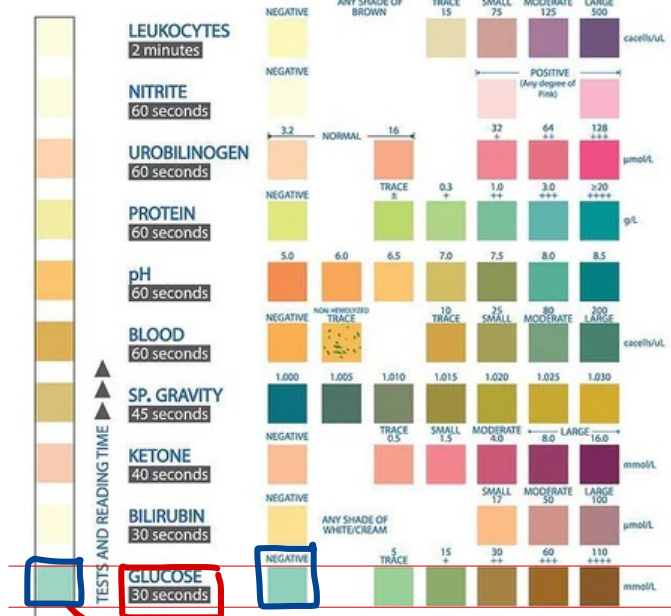 ANY SHADE OF
BROWN
NEGATIVE TRACE SMALL MODERATE LARGE
15 75 125 500
LEUKOCYTES
2 minutes
cacells/uL
NEGATIVE POSITIVE
(Any degree of
Pink)
NITRITE
60 seconds
3.2 NORMAL 16 32 64 128
+ ++ +++
UROBILINOGEN
60 seconds
µmol/L
NEGATIVE TRACE 0.3 1.0 3.0 ≥20
± + ++ +++ ++++
PROTEIN
60 seconds
g/L
5.0 6.0 6.5 7.0 7.5 8.0 8.5
pH
60 seconds
NON HEMOLYZED
10 25 80 200
NEGATIVE TRACE TRACE SMALL MODERATE LARGE
BLOOD
60 seconds
cacells/uL
1.000 1.005 1.010 1.015 1.020 1.025 1.030
SP. GRAVITY
45 seconds
NEGATIVE TRACE SMALL MODERATE LARGE
0.5 1.5 4.0 8.0 16.0
KETONE
40 seconds
mmol/L
NEGATIVE SMALL MODERATE LARGE
17 50 100
BILIRUBIN
30 seconds
ANY SHADE OF
WHITE/CREAM
µmol/L
NEGATIVE 5 15 30 60 110
TRACE + ++ +++ ++++
GLUCOSE
30 seconds
mmol/L
TESTS AND READING TIME